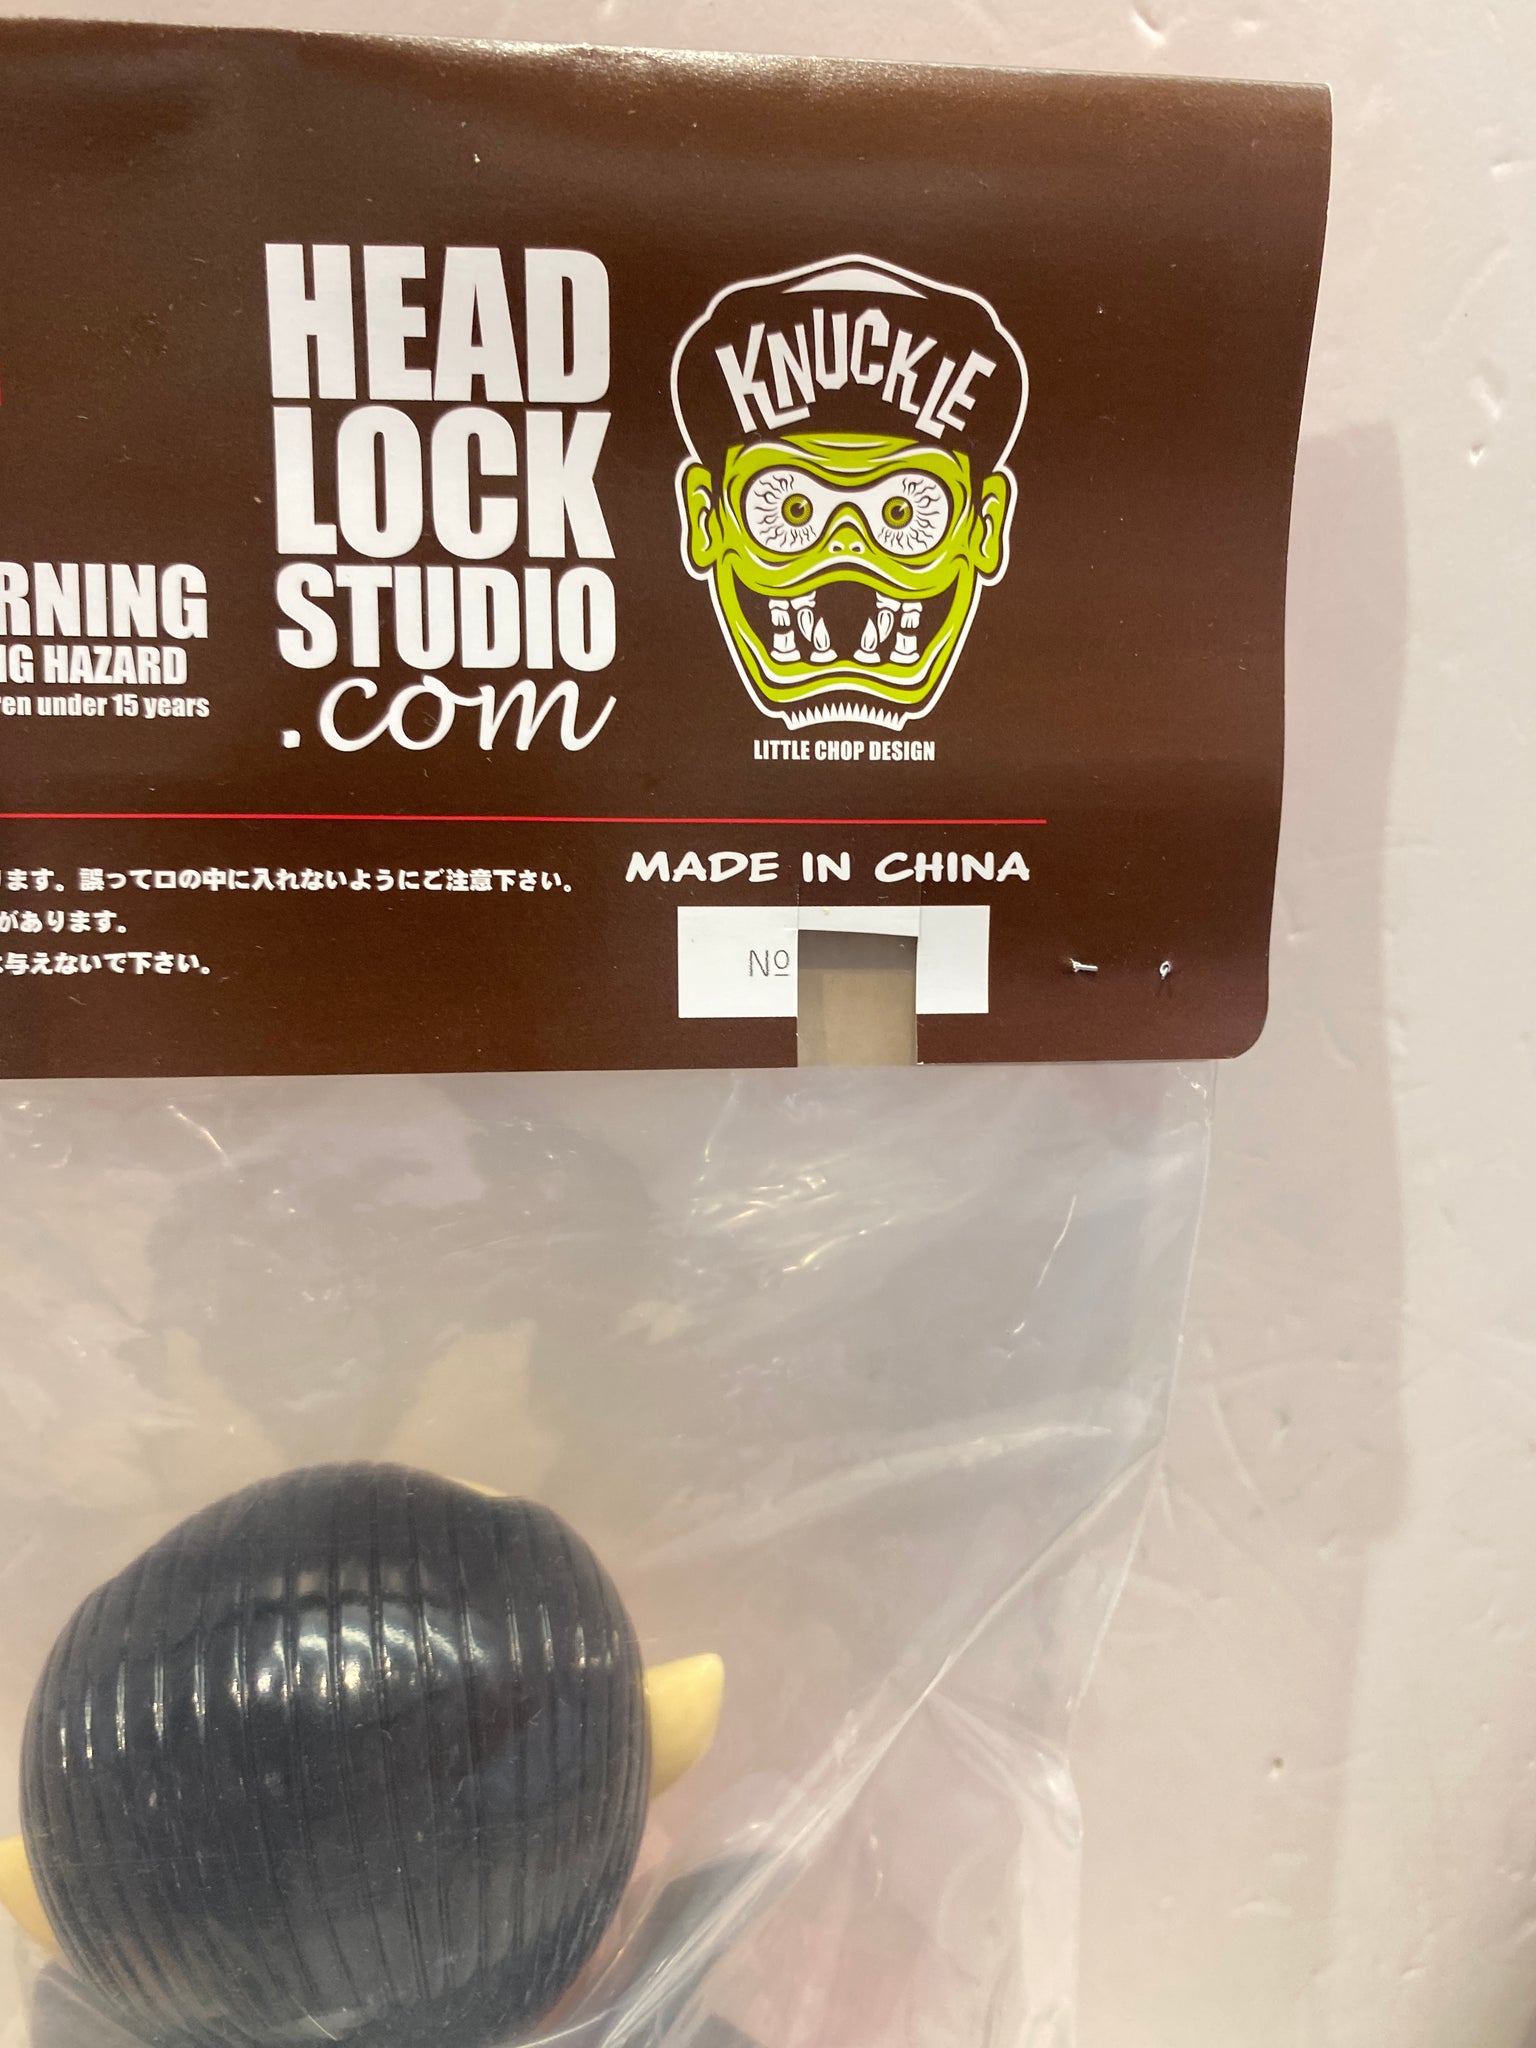 HEAD
LOCK
STUDIO
.com
KNUCKLE
LITTLE CHOP DESIGN
HAZARD
under 15 years
MADE IN CHINA
ます。誤って口の中に入れないようにご注意下さい。
があります。
与えないで下さい。
Nº